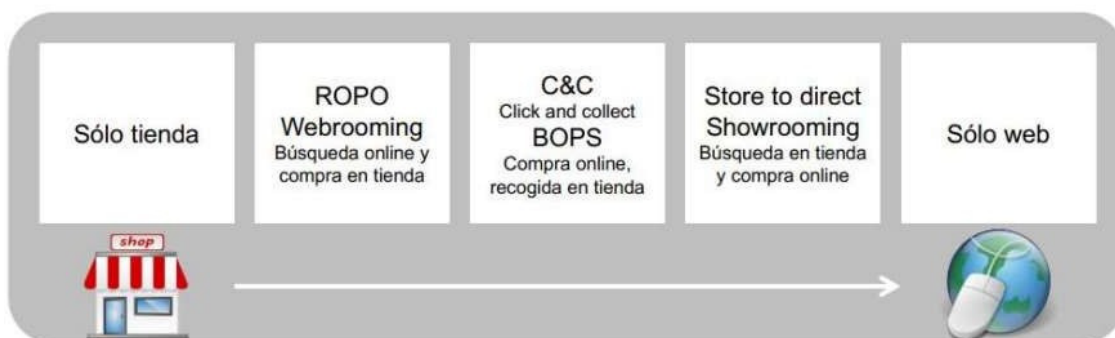 Sólo tienda
ROPO
Webrooming
Búsqueda online y
compra en tienda
C&C
Click and collect
BOPS
Compra online,
recogida en tienda
Store to direct
Showrooming
Búsqueda en tienda
y compra online
Sólo web
shop